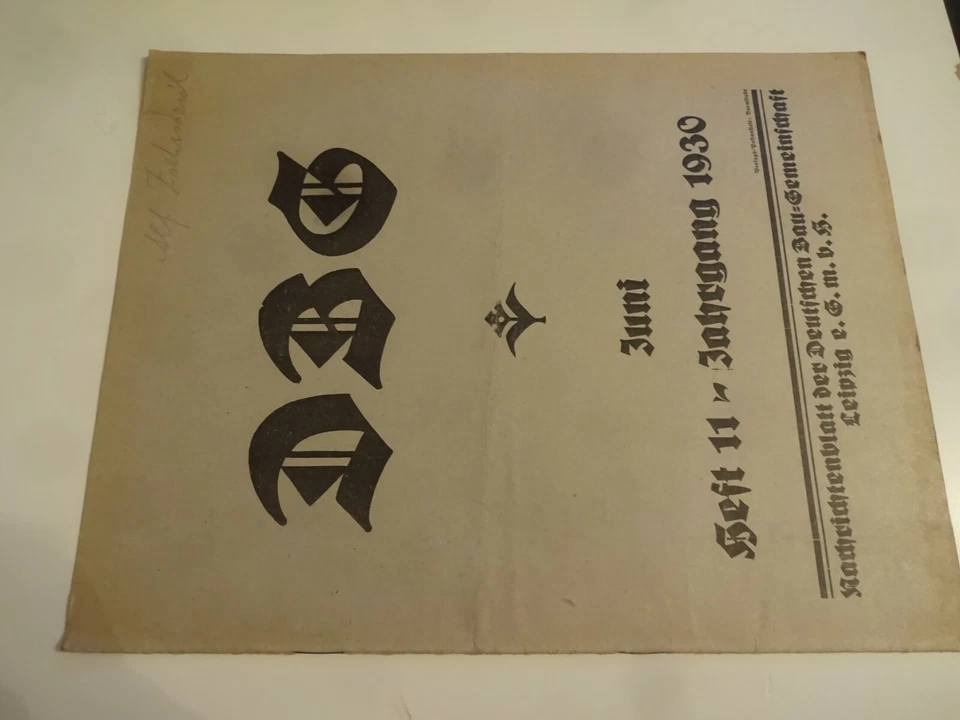 DBG
Juni
Heft 11 ~ Jahrgang 1930
Nachrichtenblatt der Deutschen Bau=Gemeinschaft
Leipzig e. G. m. b. H.